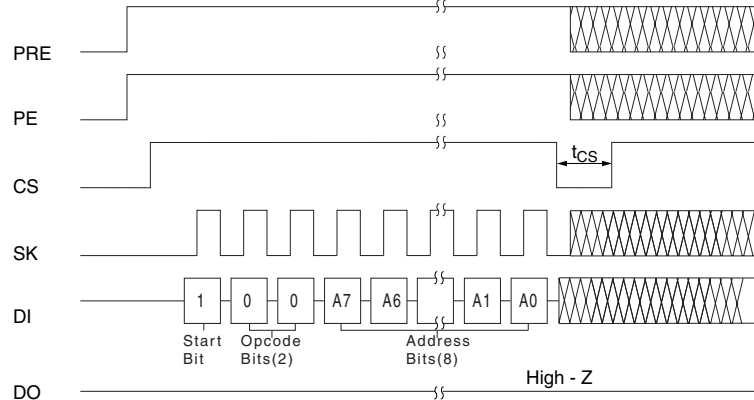 PRE
PE
CS
tCS
SK
DI
1 0 0 A7 A6 A1 A0
Start Opcode Address
Bit Bits(2) Bits(8)
DO
High - Z